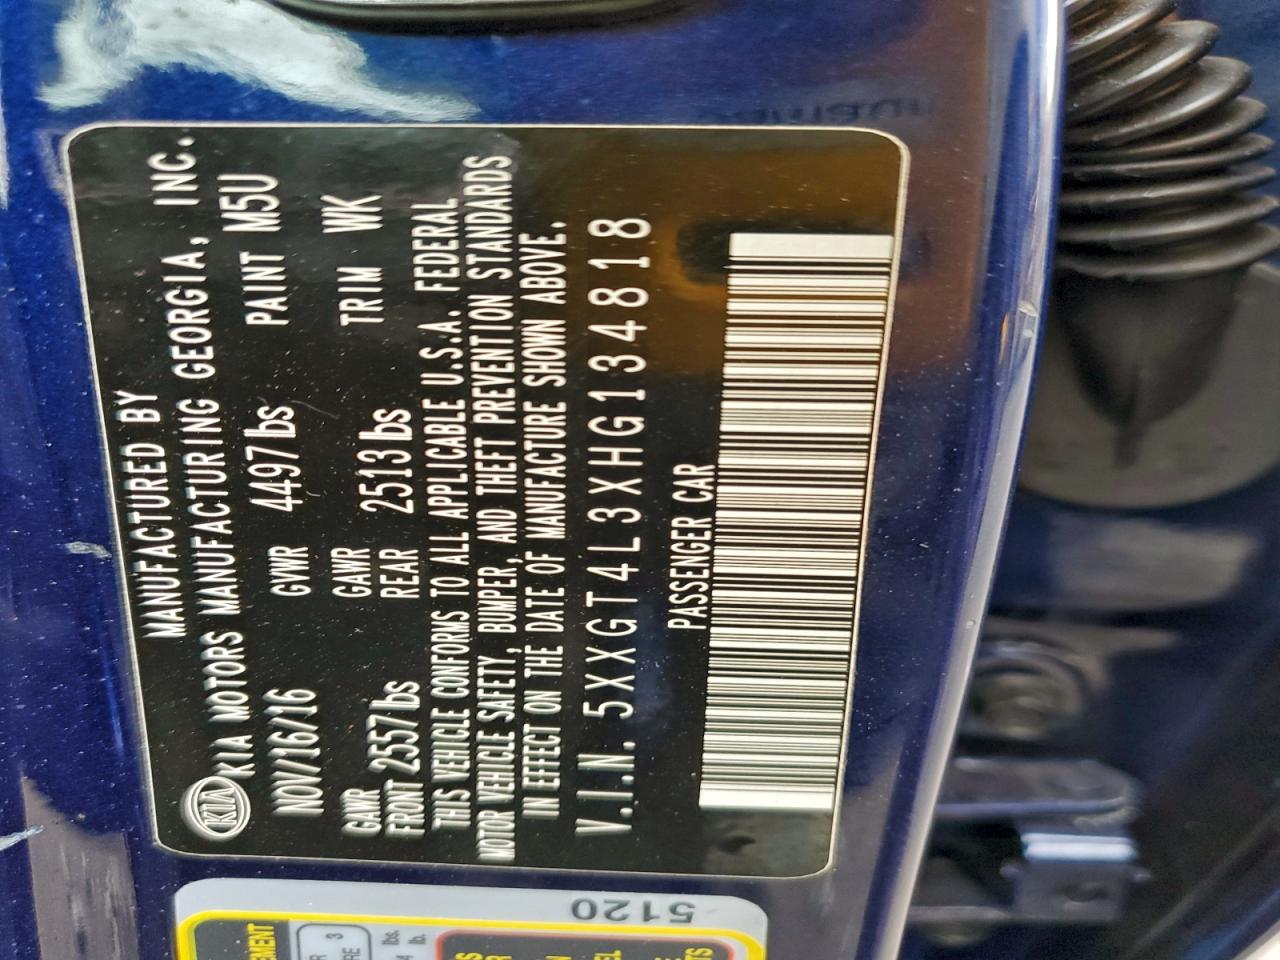 MANUFACTURED BY
KIA KIA MOTORS MANUFACTURING GEORGIA, INC.
NOV/16/16 GVWR 4497lbs PAINT M5U
GAWR FRONT 2557lbs GAWR REAR 2513lbs TRIM WK
THIS VEHICLE CONFORMS TO ALL APPLICABLE U.S.A. FEDERAL
MOTOR VEHICLE SAFETY, BUMPER, AND THEFT PREVENTION STANDARDS
IN EFFECT ON THE DATE OF MANUFACTURE SHOWN ABOVE.
V.I.N. 5XXGT4L3XHG134818
PASSENGER CAR
5120